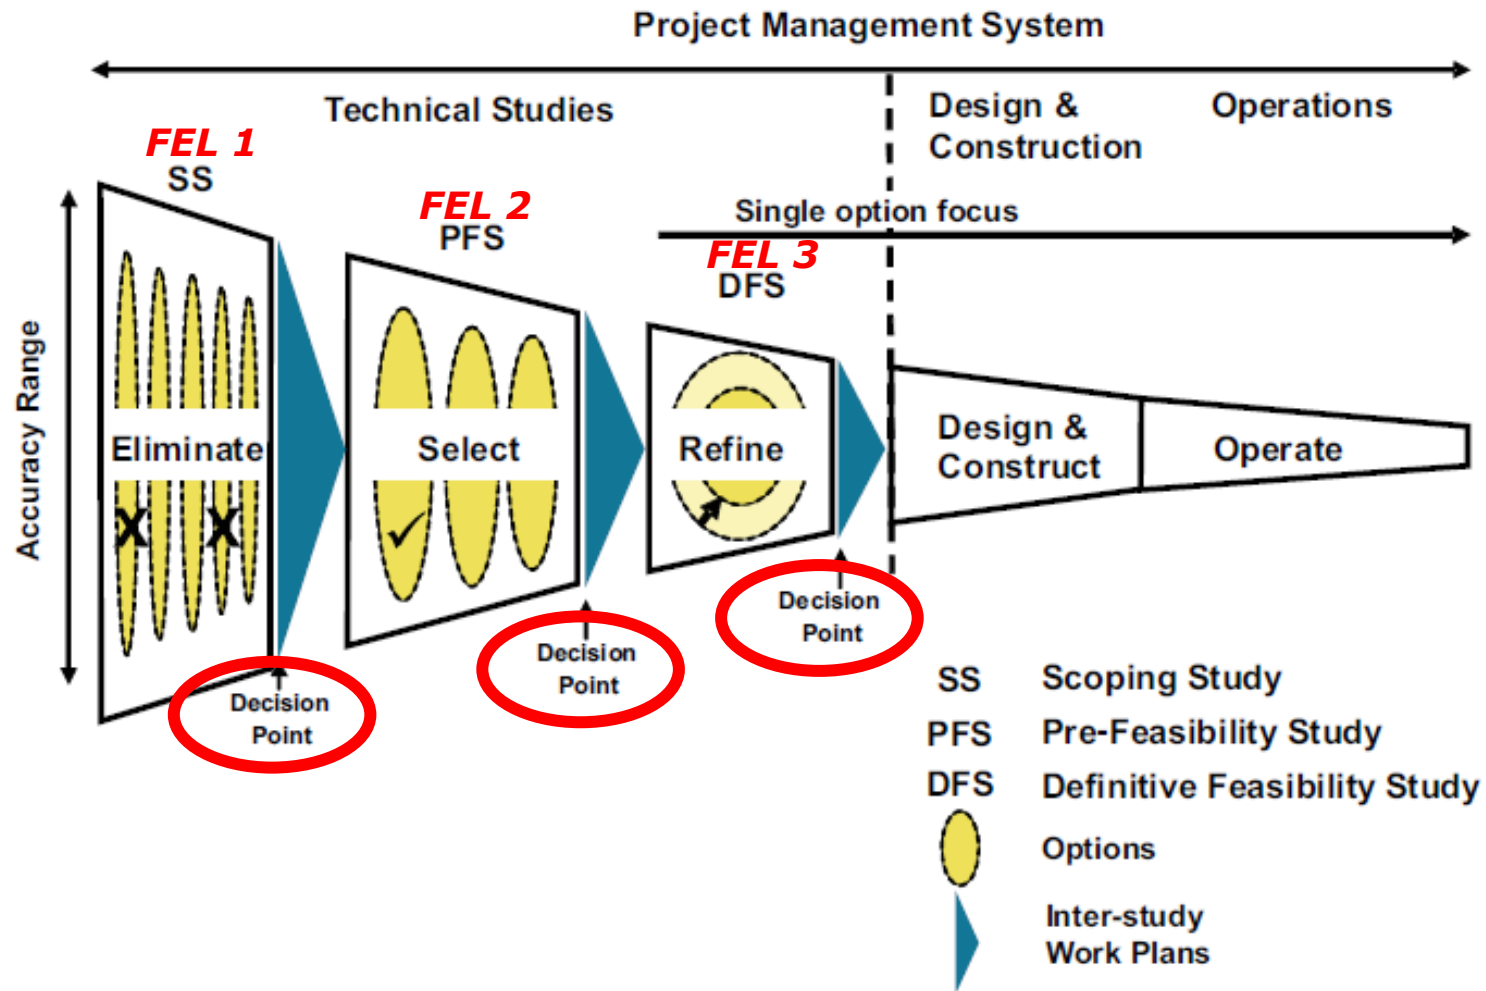 Project Management System
Technical Studies
Design &
Construction
Operations
FEL 1
SS
FEL 2
PFS
Single option focus
FEL 3
DFS
Accuracy Range
Eliminate
Select
Refine
Design &
Construct
Operate
X
X
Decision
Point
Decision
Point
Decision
Point
SS Scoping Study
PFS Pre-Feasibility Study
DFS Definitive Feasibility Study
Options
Inter-study
Work Plans